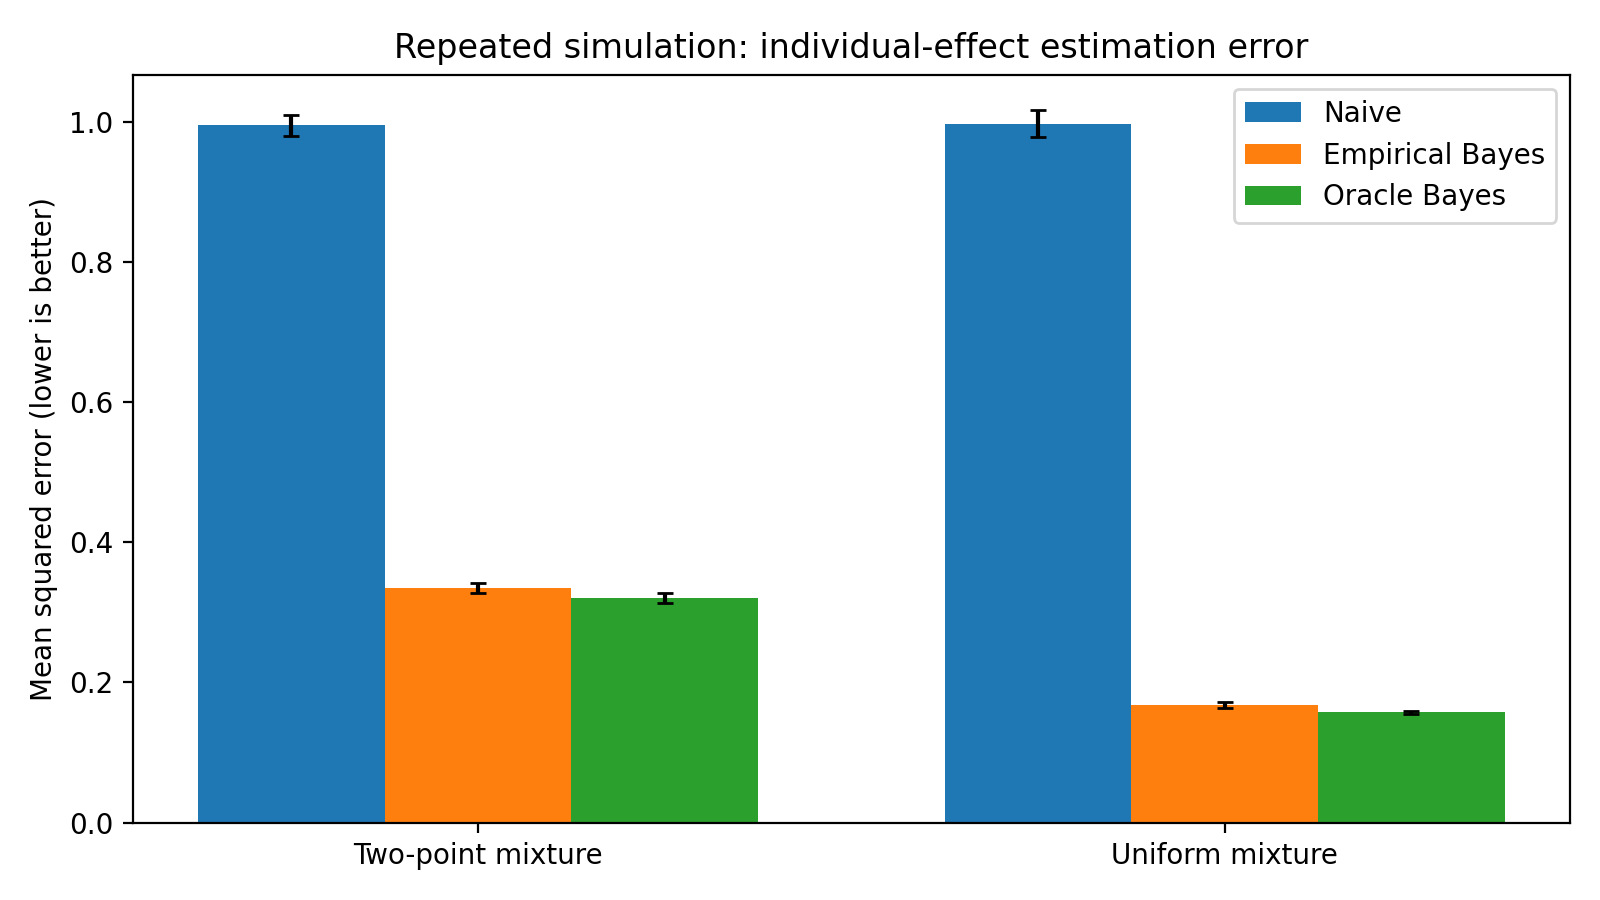 Repeated simulation: individual-effect estimation error
Mean squared error (lower is better)
1.0
0.8
0.6
0.4
0.2
0.0
Naive
Empirical Bayes
Oracle Bayes
Two-point mixture
Uniform mixture